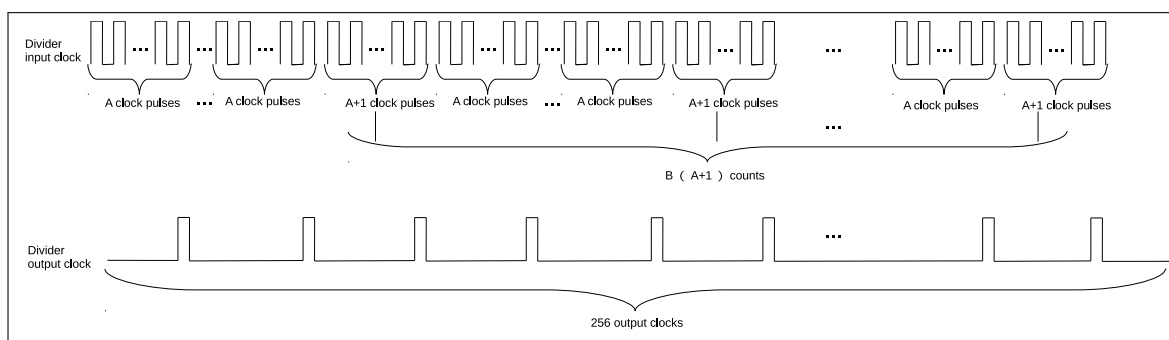 Divider
input clock
... ... ... ... ... ... ... ... ... ... ...
A clock pulses ... A clock pulses A+1 clock pulses A clock pulses ... A clock pulses A+1 clock pulses A clock pulses A+1 clock pulses
...
B ( A+1 ) counts
Divider
output clock
...
256 output clocks